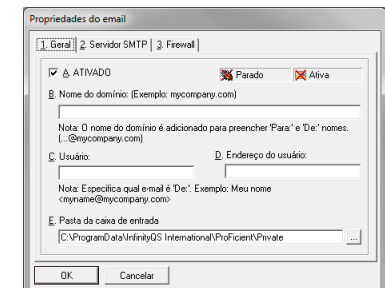 Propriedades do email
1. Geral 2. Servidor SMTP 3. Firewall
A. ATIVADO Parado Ativa
B. Nome do domínio: (Exemplo: mycompany.com)
Nota: O nome do domínio é adicionado para preencher 'Para:' e 'De:' nomes.
(...@mycompany.com)
C. Usuário: D. Endereço do usuário:
Nota: Especifica qual e-mail é 'De:'. Exemplo: Meu nome
<myname@mycompany.com>
E. Pasta da caixa de entrada
C:\ProgramData\InfinityQS International\ProFicient\Private ...
OK Cancelar